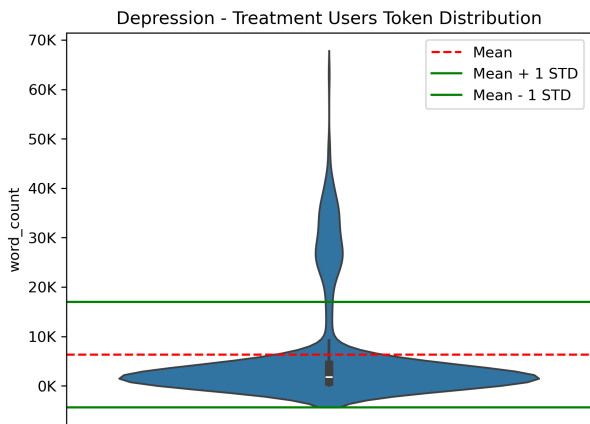 Depression - Treatment Users Token Distribution
70K
60K
50K
40K
30K
20K
10K
0K
word_count
Mean
Mean + 1 STD
Mean - 1 STD